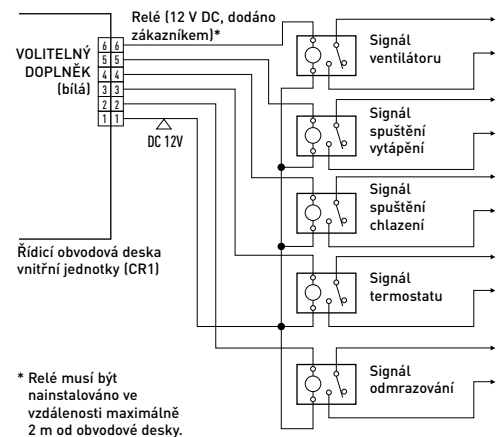 Relé (12 V DC, dodáno
zákazníkem)*
VOLITELNÝ
DOPLNĚK
(bílá)
6 6
5 5
4 4
3 3
2 2
1 1
DC 12V
Signál
ventilátoru
Signál
spuštění
vytápění
Signál
spuštění
chlazení
Signál
termostatu
Signál
odmrazování
Řídicí obvodová deska
vnitřní jednotky (CR1)
* Relé musí být
nainstalováno ve
vzdálenosti maximálně
2 m od obvodové desky.